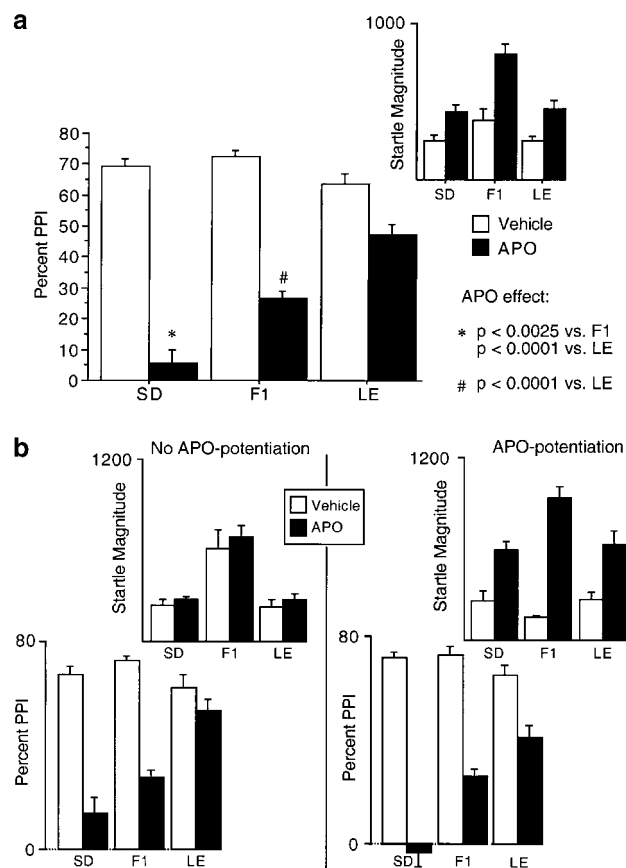 a
1000
Startle Magnitude
SD F1 LE
80
70
60
50
40
30
20
10
0
Percent PPI
SD F1 LE
Vehicle
APO
APO effect:
* p < 0.0025 vs. F1
p < 0.0001 vs. LE
# p < 0.0001 vs. LE
*
#
b
No APO-potentiation
1200
Startle Magnitude
SD F1 LE
Vehicle
APO
80
Percent PPI
0
SD F1 LE
APO-potentiation
1200
Startle Magnitude
SD F1 LE
80
Percent PPI
0
SD F1 LE